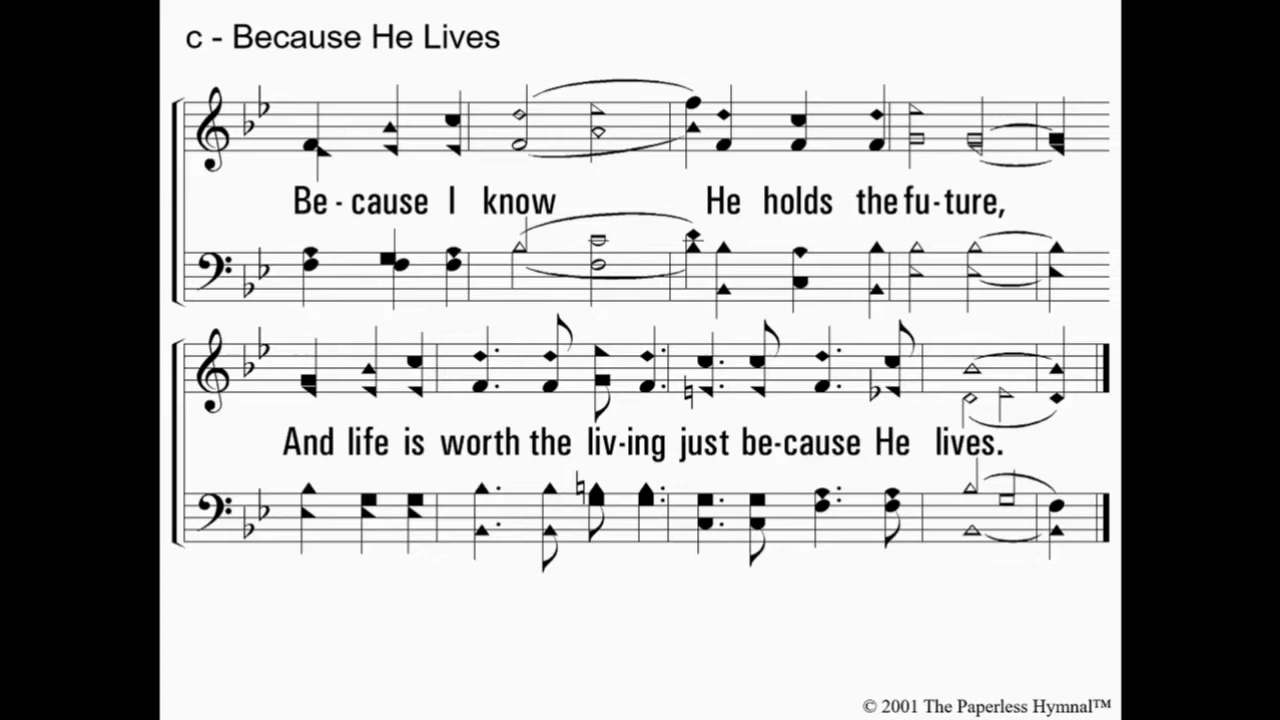 c - Because He Lives
Be - cause I know He holds the fu - ture,
And life is worth the liv - ing just be - cause He lives.
© 2001 The Paperless Hymnal™